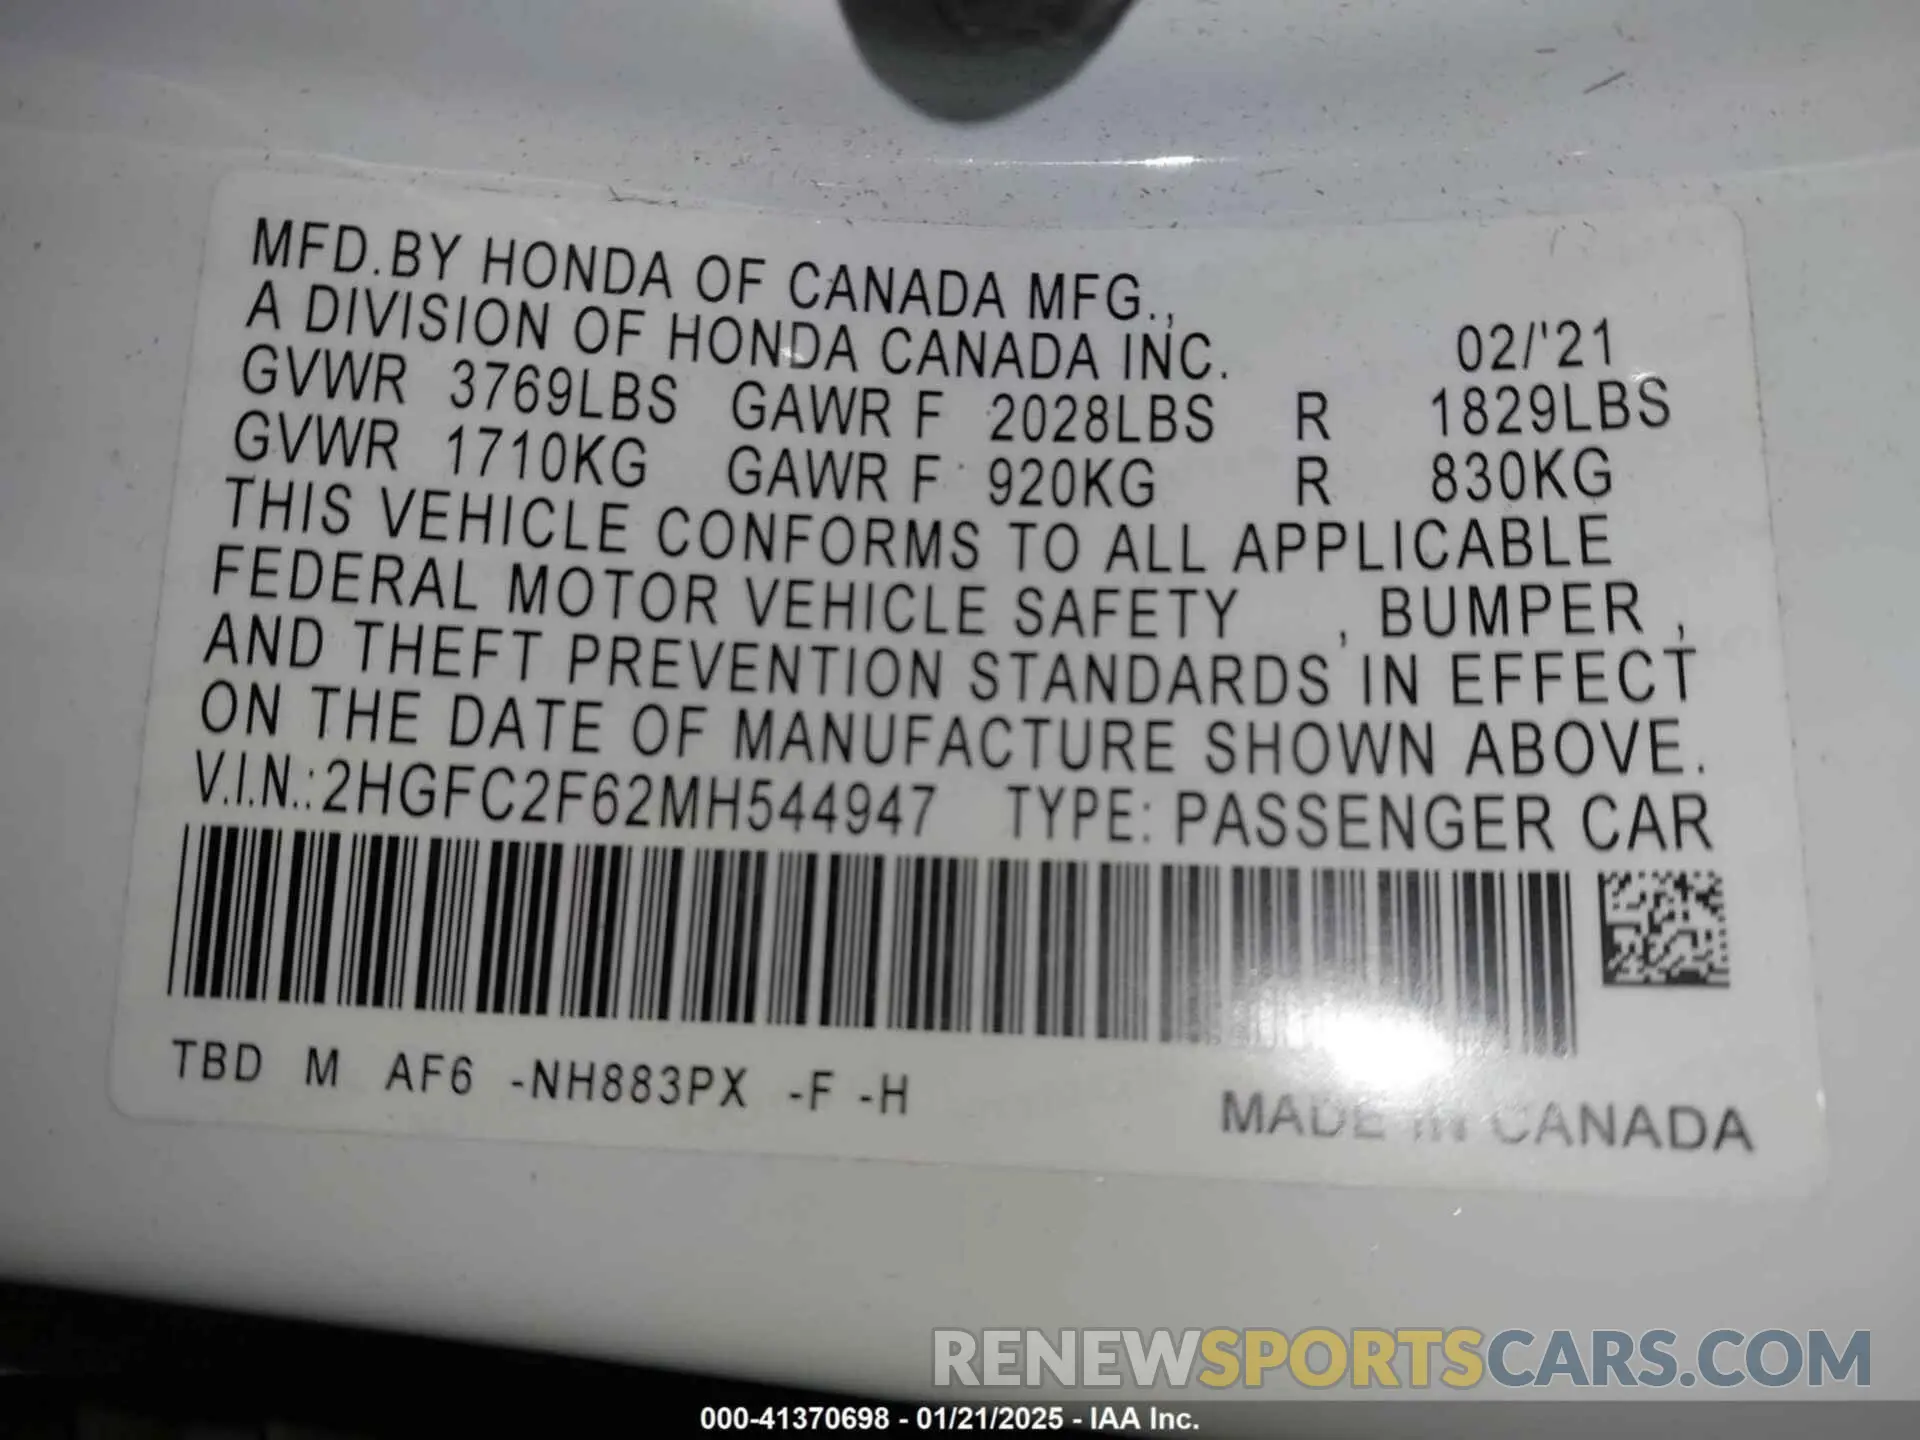 MFD.BY HONDA OF CANADA MFG.,
A DIVISION OF HONDA CANADA INC. 02/'21
GVWR 3769LBS GAWR F 2028LBS R 1829LBS
GVWR 1710KG GAWR F 920KG R 830KG
THIS VEHICLE CONFORMS TO ALL APPLICABLE
FEDERAL MOTOR VEHICLE SAFETY , BUMPER ,
AND THEFT PREVENTION STANDARDS IN EFFECT
ON THE DATE OF MANUFACTURE SHOWN ABOVE.
V.I.N.:2HGFC2F62MH544947 TYPE: PASSENGER CAR
TBD M AF6 -NH883PX -F -H
MADE IN CANADA
RENEWSPORTSCARS.COM
000-41370698 - 01/21/2025 - IAA Inc.